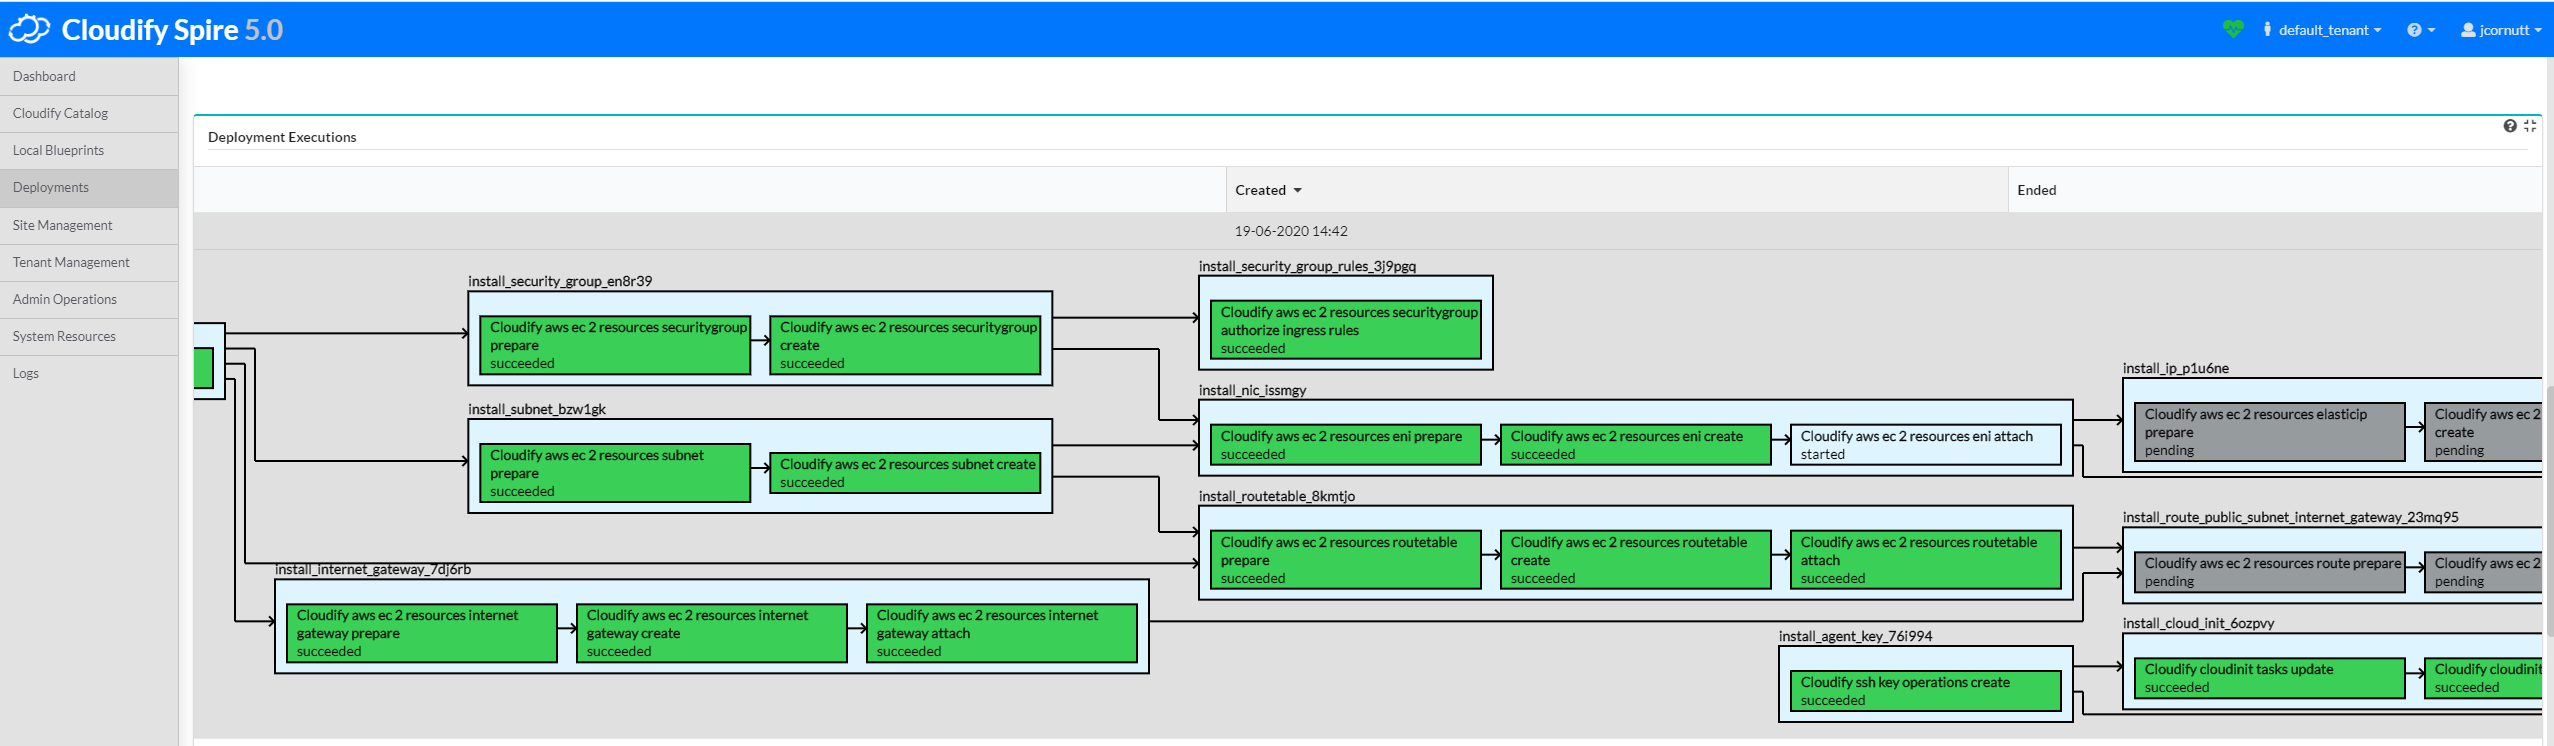 Cloudify Spire 5.0
default_tenant
jcornutt
Dashboard
Cloudify Catalog
Local Blueprints
Deployments
Site Management
Tenant Management
Admin Operations
System Resources
Logs
Deployment Executions
Created
Ended
19-06-2020 14:42
install_security_group_en8r39
Cloudify aws ec 2 resources securitygroup
prepare
succeeded
Cloudify aws ec 2 resources securitygroup
create
succeeded
install_security_group_rules_3j9pgq
Cloudify aws ec 2 resources securitygroup
authorize ingress rules
succeeded
install_subnet_bzw1gk
Cloudify aws ec 2 resources subnet
prepare
succeeded
Cloudify aws ec 2 resources subnet create
succeeded
install_nic_issmgy
Cloudify aws ec 2 resources eni prepare
succeeded
Cloudify aws ec 2 resources eni create
succeeded
Cloudify aws ec 2 resources eni attach
started
install_ip_p1u6ne
Cloudify aws ec 2 resources elasticip
prepare
pending
Cloudify aws ec 2
create
pending
install_routetable_8kmtjo
Cloudify aws ec 2 resources routetable
prepare
succeeded
Cloudify aws ec 2 resources routetable
create
succeeded
Cloudify aws ec 2 resources routetable
attach
succeeded
install_route_public_subnet_internet_gateway_23mq95
Cloudify aws ec 2 resources route prepare
pending
Cloudify aws ec 2
pending
install_internet_gateway_7dj6rb
Cloudify aws ec 2 resources internet
gateway prepare
succeeded
Cloudify aws ec 2 resources internet
gateway create
succeeded
Cloudify aws ec 2 resources internet
gateway attach
succeeded
install_agent_key_76i994
Cloudify ssh key operations create
succeeded
install_cloud_init_6ozpvy
Cloudify cloudinit tasks update
succeeded
Cloudify cloudinit
succeeded